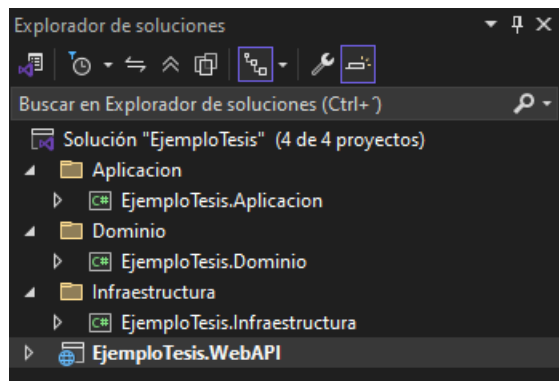 Explorador de soluciones
Buscar en Explorador de soluciones (Ctrl+´)
Solución "EjemploTesis" (4 de 4 proyectos)
Aplicacion
C# EjemploTesis.Aplicacion
Dominio
C# EjemploTesis.Dominio
Infraestructura
C# EjemploTesis.Infraestructura
EjemploTesis.WebAPI